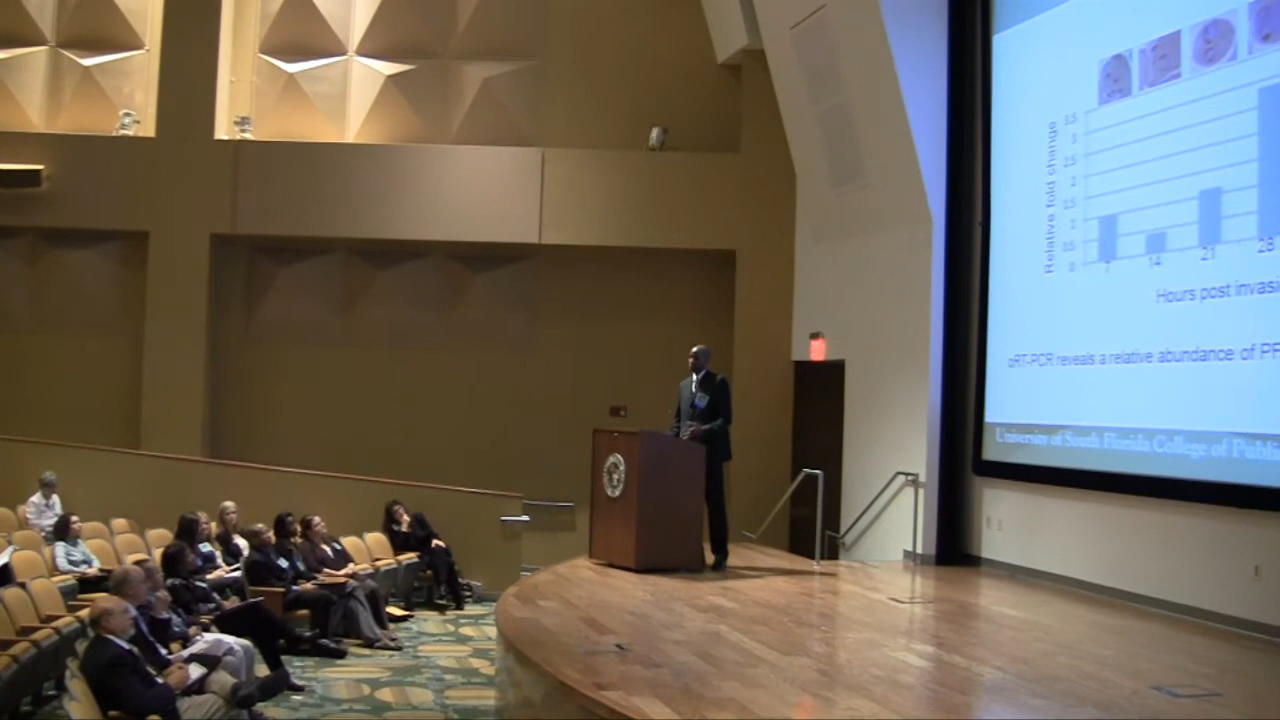 Relative fold change
3.5
3
2.5
2
1.5
1
0.5
0
7 14 21 28
Hours post invasi
qRT-PCR reveals a relative abundance of PF
University of South Florida College of Publi